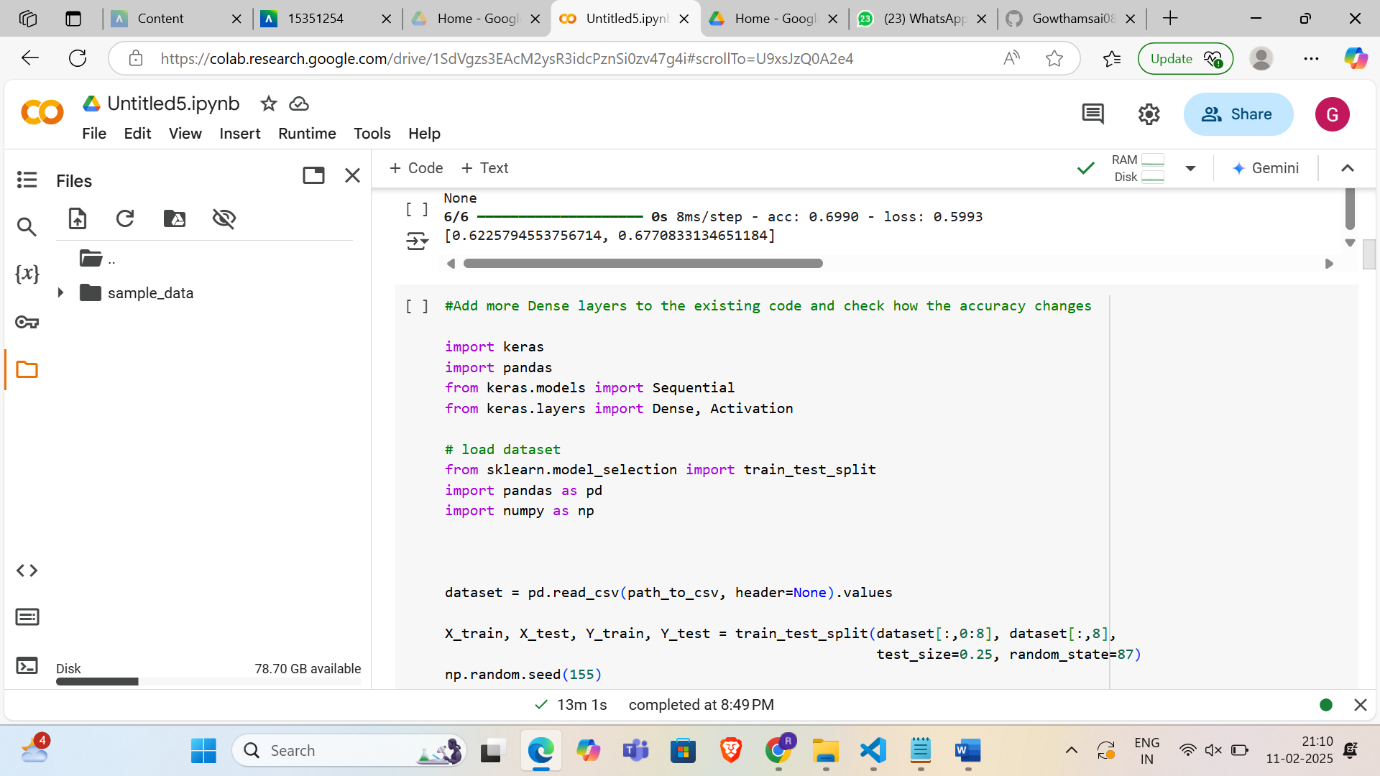 Content
15351254
Home - Googl
Untitled5.ipynb
Home - Google
(23) WhatsApp
Gowthamsai08
https://colab.research.google.com/drive/1SdVgzs3EAcM2ysR3idcPznSi0zv47g4i#scrollTo=U9xsJzQ0A2e4
Update
Untitled5.ipynb
Share
G
File Edit View Insert Runtime Tools Help
Files
+ Code + Text
RAM
Disk
Gemini
..
sample_data
{x}
Disk 78.70 GB available
None
[ ]
6/6 ━━━━━━━━━━━━━━━━━━━━ 0s 8ms/step - acc: 0.6990 - loss: 0.5993
[0.6225794553756714, 0.6770833134651184]
[ ] #Add more Dense layers to the existing code and check how the accuracy changes
import keras
import pandas
from keras.models import Sequential
from keras.layers import Dense, Activation
# load dataset
from sklearn.model_selection import train_test_split
import pandas as pd
import numpy as np
dataset = pd.read_csv(path_to_csv, header=None).values
X_train, X_test, Y_train, Y_test = train_test_split(dataset[:,0:8], dataset[:,8],
test_size=0.25, random_state=87)
np.random.seed(155)
13m 1s completed at 8:49 PM
4
Search
R
ENG
IN
21:10
11-02-2025